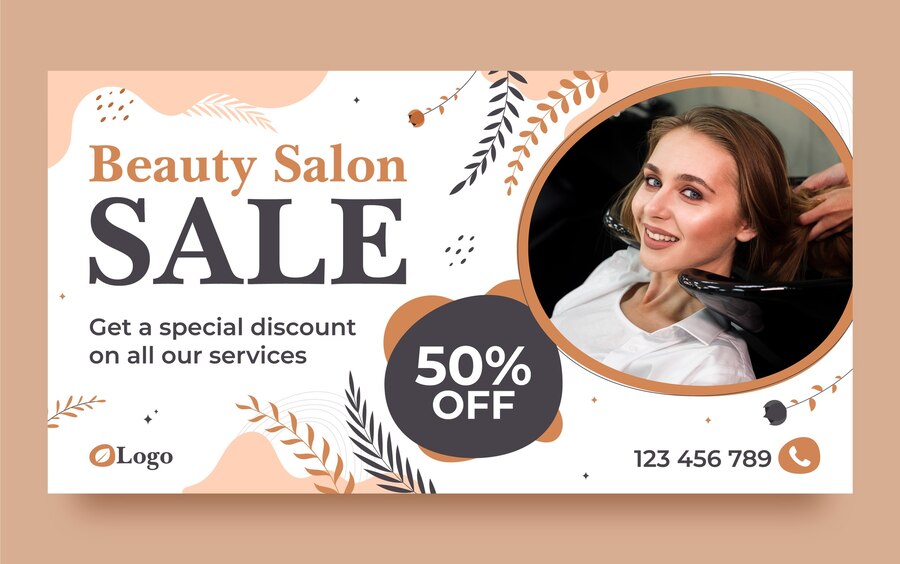 Beauty Salon
SALE
Get a special discount
on all our services
50%
OFF
Logo
123 456 789